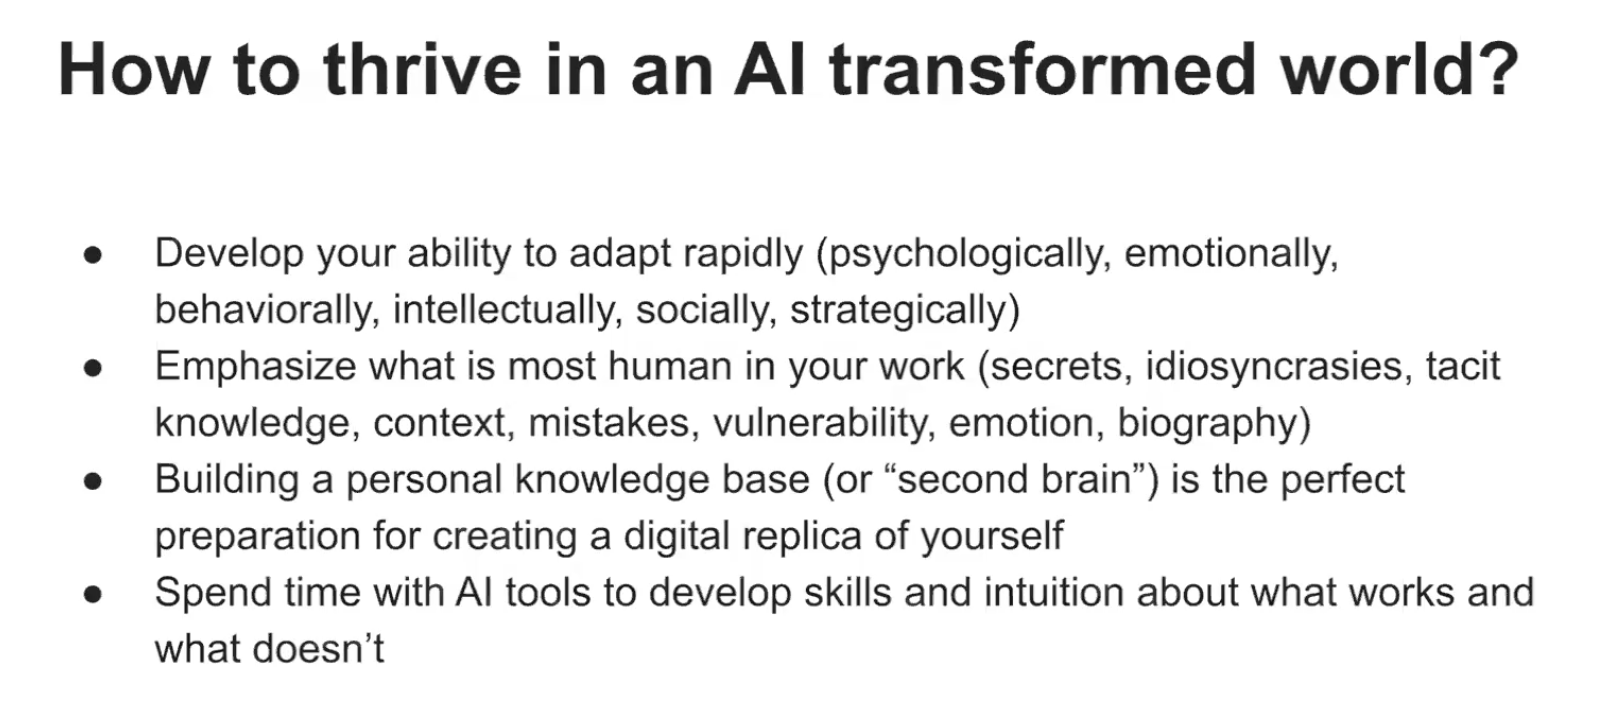 How to thrive in an AI transformed world?
● Develop your ability to adapt rapidly (psychologically, emotionally,
behaviorally, intellectually, socially, strategically)
● Emphasize what is most human in your work (secrets, idiosyncrasies, tacit
knowledge, context, mistakes, vulnerability, emotion, biography)
● Building a personal knowledge base (or “second brain”) is the perfect
preparation for creating a digital replica of yourself
● Spend time with AI tools to develop skills and intuition about what works and
what doesn’t